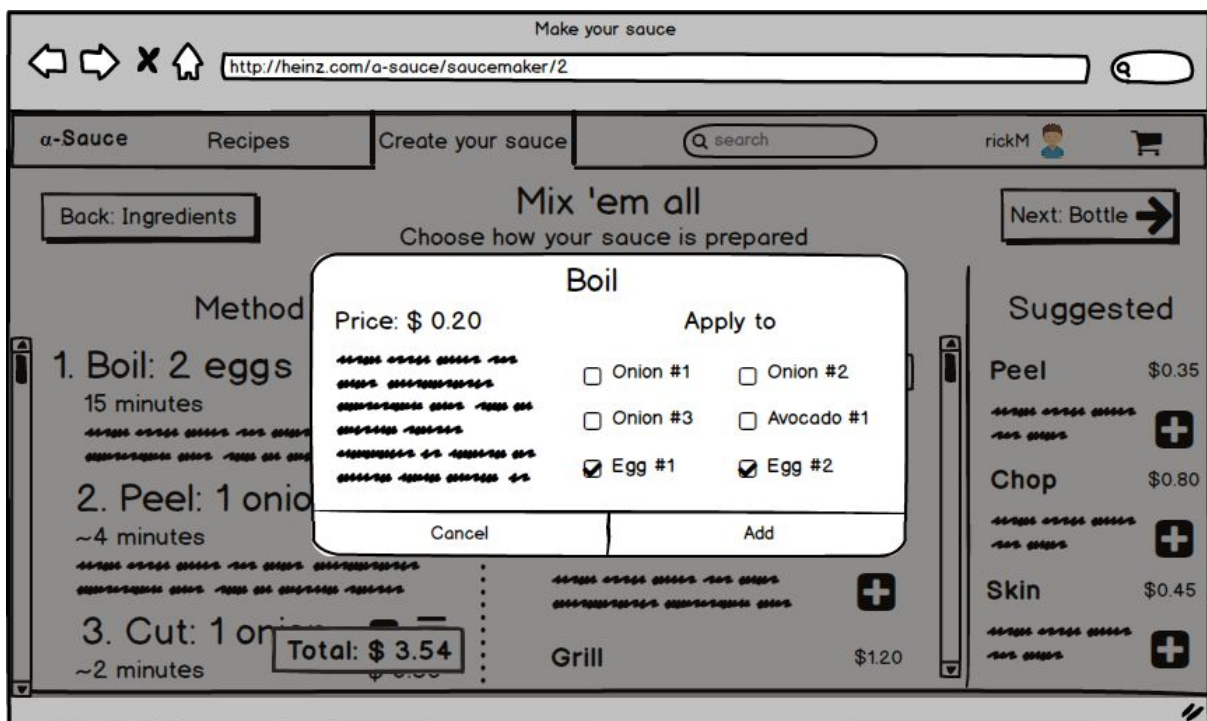 Make your sauce
http://heinz.com/a-sauce/saucemaker/2
α-Sauce Recipes Create your sauce search rickM
Back: Ingredients
Mix 'em all
Next: Bottle
Choose how your sauce is prepared
Method
1. Boil: 2 eggs
15 minutes
2. Peel: 1 onio
~4 minutes
3. Cut: 1 onion
~2 minutes
Total: $ 3.54
Boil
Price: $ 0.20
Apply to
Onion #1 Onion #2
Onion #3 Avocado #1
Egg #1 Egg #2
Cancel Add
Grill $1.20
Suggested
Peel $0.35
Chop $0.80
Skin $0.45